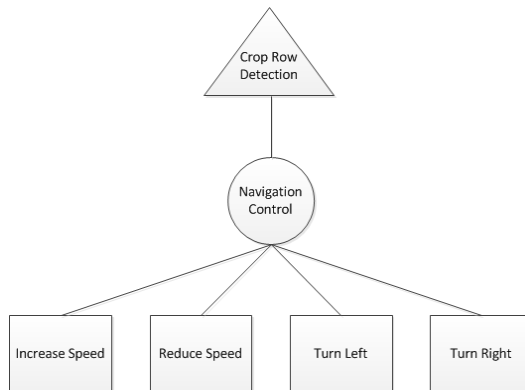 Crop Row
Detection
Navigation
Control
Increase Speed
Reduce Speed
Turn Left
Turn Right